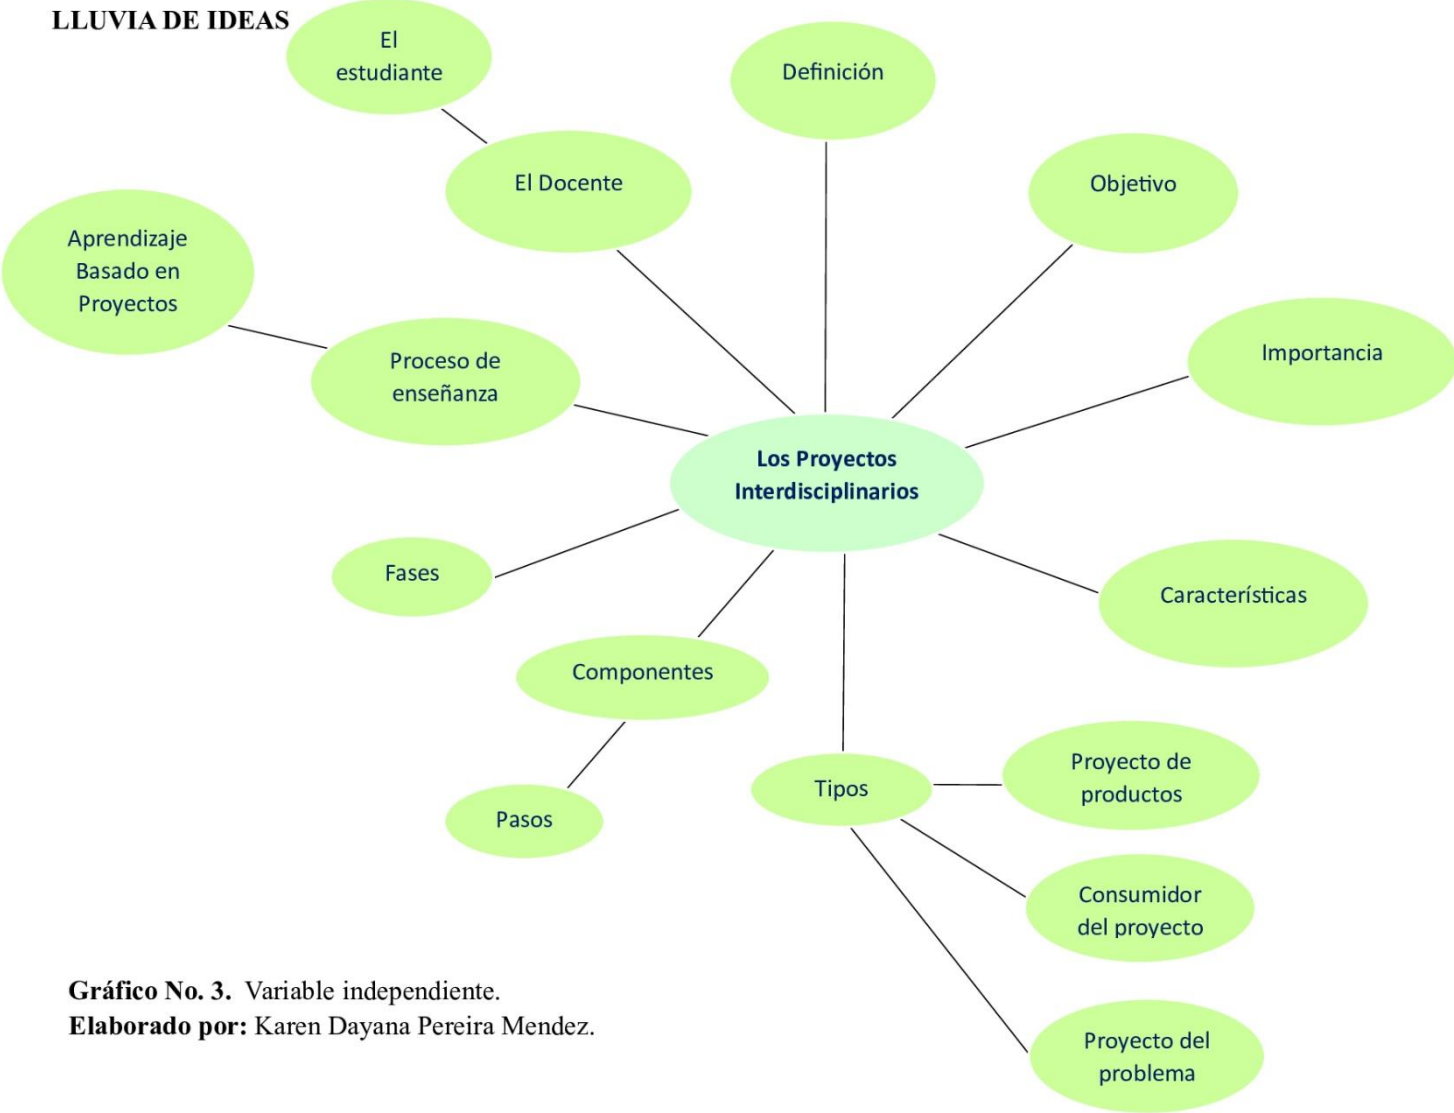 LLUVIA DE IDEAS
El
estudiante
Definición
El Docente
Objetivo
Aprendizaje
Basado en
Proyectos
Proceso de
enseñanza
Importancia
Los Proyectos
Interdisciplinarios
Fases
Características
Componentes
Pasos
Tipos
Proyecto de
productos
Consumidor
del proyecto
Proyecto del
problema
Gráfico No. 3. Variable independiente.
Elaborado por: Karen Dayana Pereira Mendez.